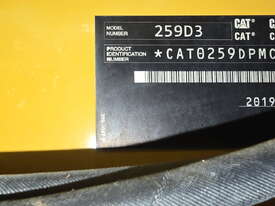 MODEL NUMBER 259D3 CAT® CAT®
PRODUCT IDENTIFICATION NUMBER *CAT0259DPMC
2019